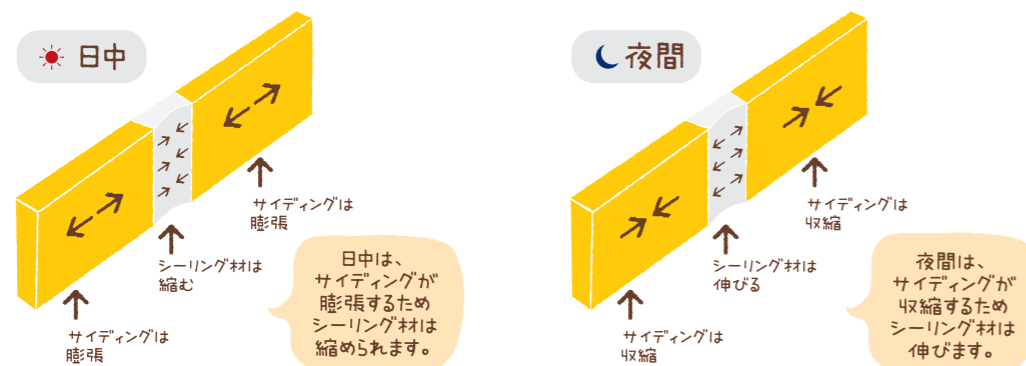 日中
サイディングは
膨張
シーリング材は
縮む
サイディングは
膨張
日中は、
サイディングが
膨張するため
シーリング材は
縮められます。
夜間
サイディングは
収縮
シーリング材は
伸びる
サイディングは
収縮
夜間は、
サイディングが
収縮するため
シーリング材は
伸びます。